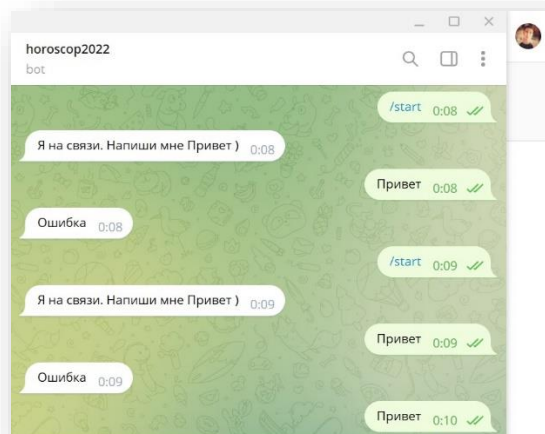 horoscop2022
bot
/start 0:08
Я на связи. Напиши мне Привет ) 0:08
Привет 0:08
Ошибка 0:08
/start 0:09
Я на связи. Напиши мне Привет ) 0:09
Привет 0:09
Ошибка 0:09
Привет 0:10